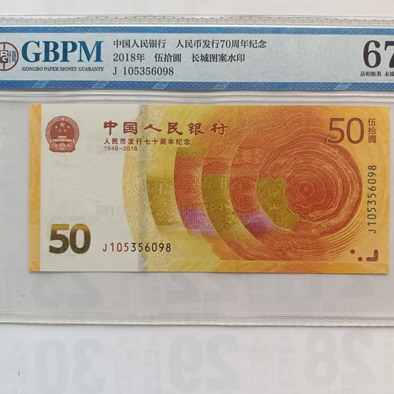 GBPM
GONGBO PAPER MONEY GUARANTY
中国人民银行 人民币发行70周年纪念
2018年 伍拾圆 长城图案水印
J 105356098
67
中国人民银行
人民币发行七十周年纪念
1948-2018
50
伍拾圆
J105356098
50
J105356098